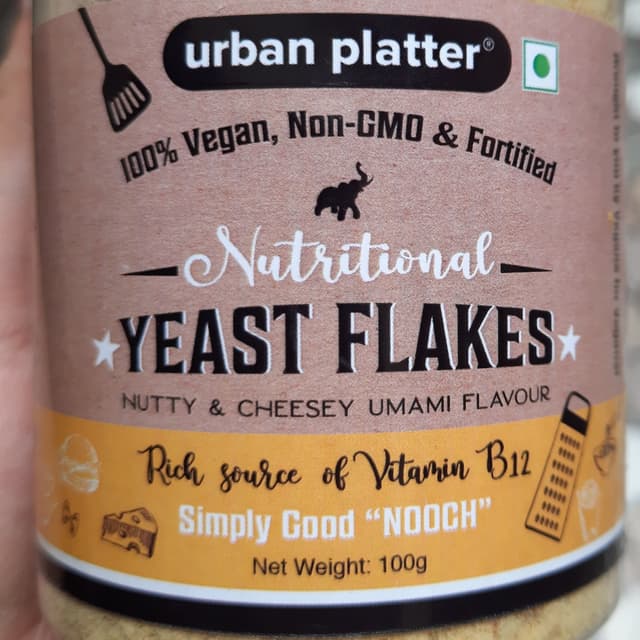 urban platter®
100% Vegan, Non-GMO & Fortified
Nutritional
YEAST FLAKES
NUTTY & CHEESEY UMAMI FLAVOUR
Rich source of Vitamin B12
Simply Good “NOOCH”
Net Weight: 100g